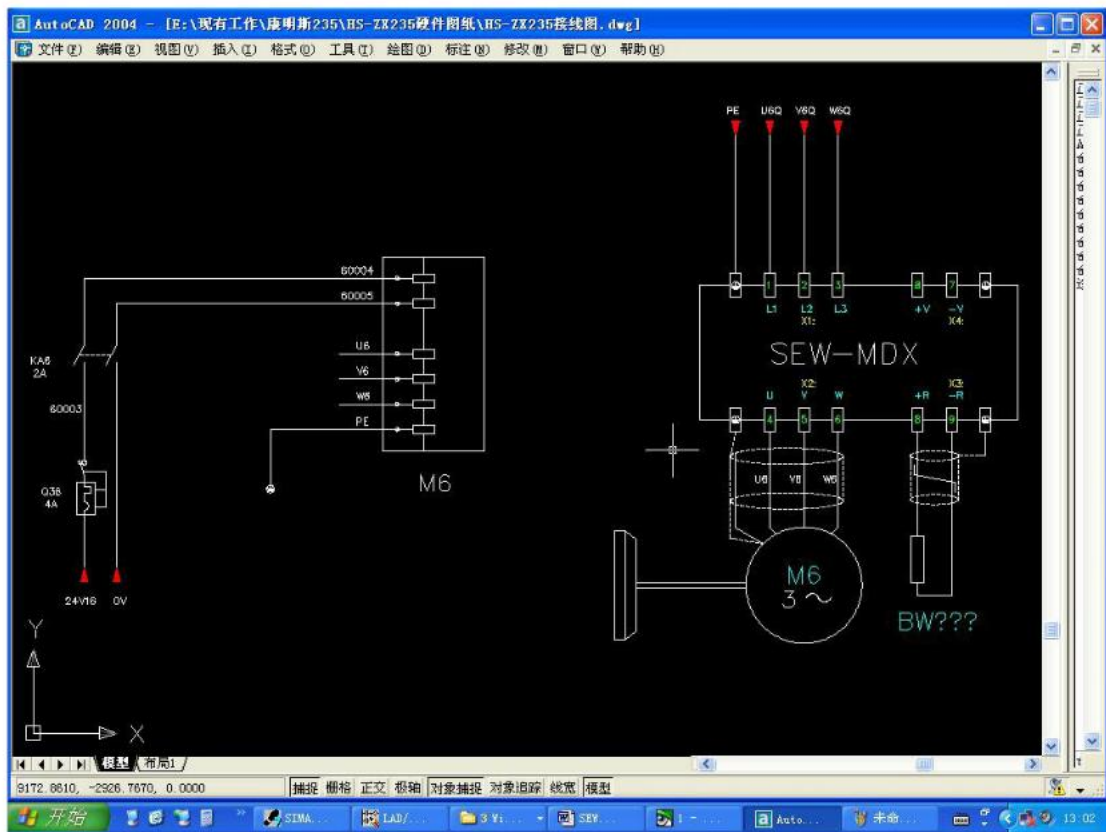 AutoCAD 2004 - [E:\现有工作\康明斯235\HS-ZX235硬件图纸\HS-ZX235接线图.dwg]
文件(F) 编辑(E) 视图(V) 插入(I) 格式(O) 工具(T) 绘图(D) 标注(N) 修改(M) 窗口(W) 帮助(H)
PE U6Q V6Q W6Q
60004
60005
U6
V6
W6
PE
M6
KA6
2A
60003
Q38
4A
24V16 0V
1 2 3 8 7
L1 L2 L3 +V -V
X1: X4:
SEW-MDX
X2: X3:
U V W +R -R
4 5 6 8 9
U6 V6 W6
M6
3~
BW???
Y
X
模型 布局1
9172.8610, -2926.7670, 0.0000 捕捉 栅格 正交 极轴 对象捕捉 对象追踪 线宽 模型
开始 SIMA... LAD/... 3 Vi... SEW... 1 - ... Auto... 未命... 13:02